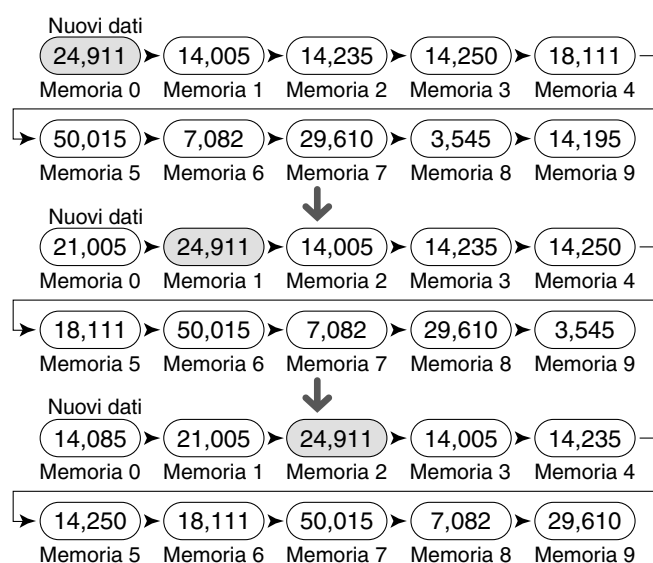 Nuovi dati
24,911 14,005 14,235 14,250 18,111
Memoria 0 Memoria 1 Memoria 2 Memoria 3 Memoria 4
50,015 7,082 29,610 3,545 14,195
Memoria 5 Memoria 6 Memoria 7 Memoria 8 Memoria 9
Nuovi dati
21,005 24,911 14,005 14,235 14,250
Memoria 0 Memoria 1 Memoria 2 Memoria 3 Memoria 4
18,111 50,015 7,082 29,610 3,545
Memoria 5 Memoria 6 Memoria 7 Memoria 8 Memoria 9
Nuovi dati
14,085 21,005 24,911 14,005 14,235
Memoria 0 Memoria 1 Memoria 2 Memoria 3 Memoria 4
14,250 18,111 50,015 7,082 29,610
Memoria 5 Memoria 6 Memoria 7 Memoria 8 Memoria 9